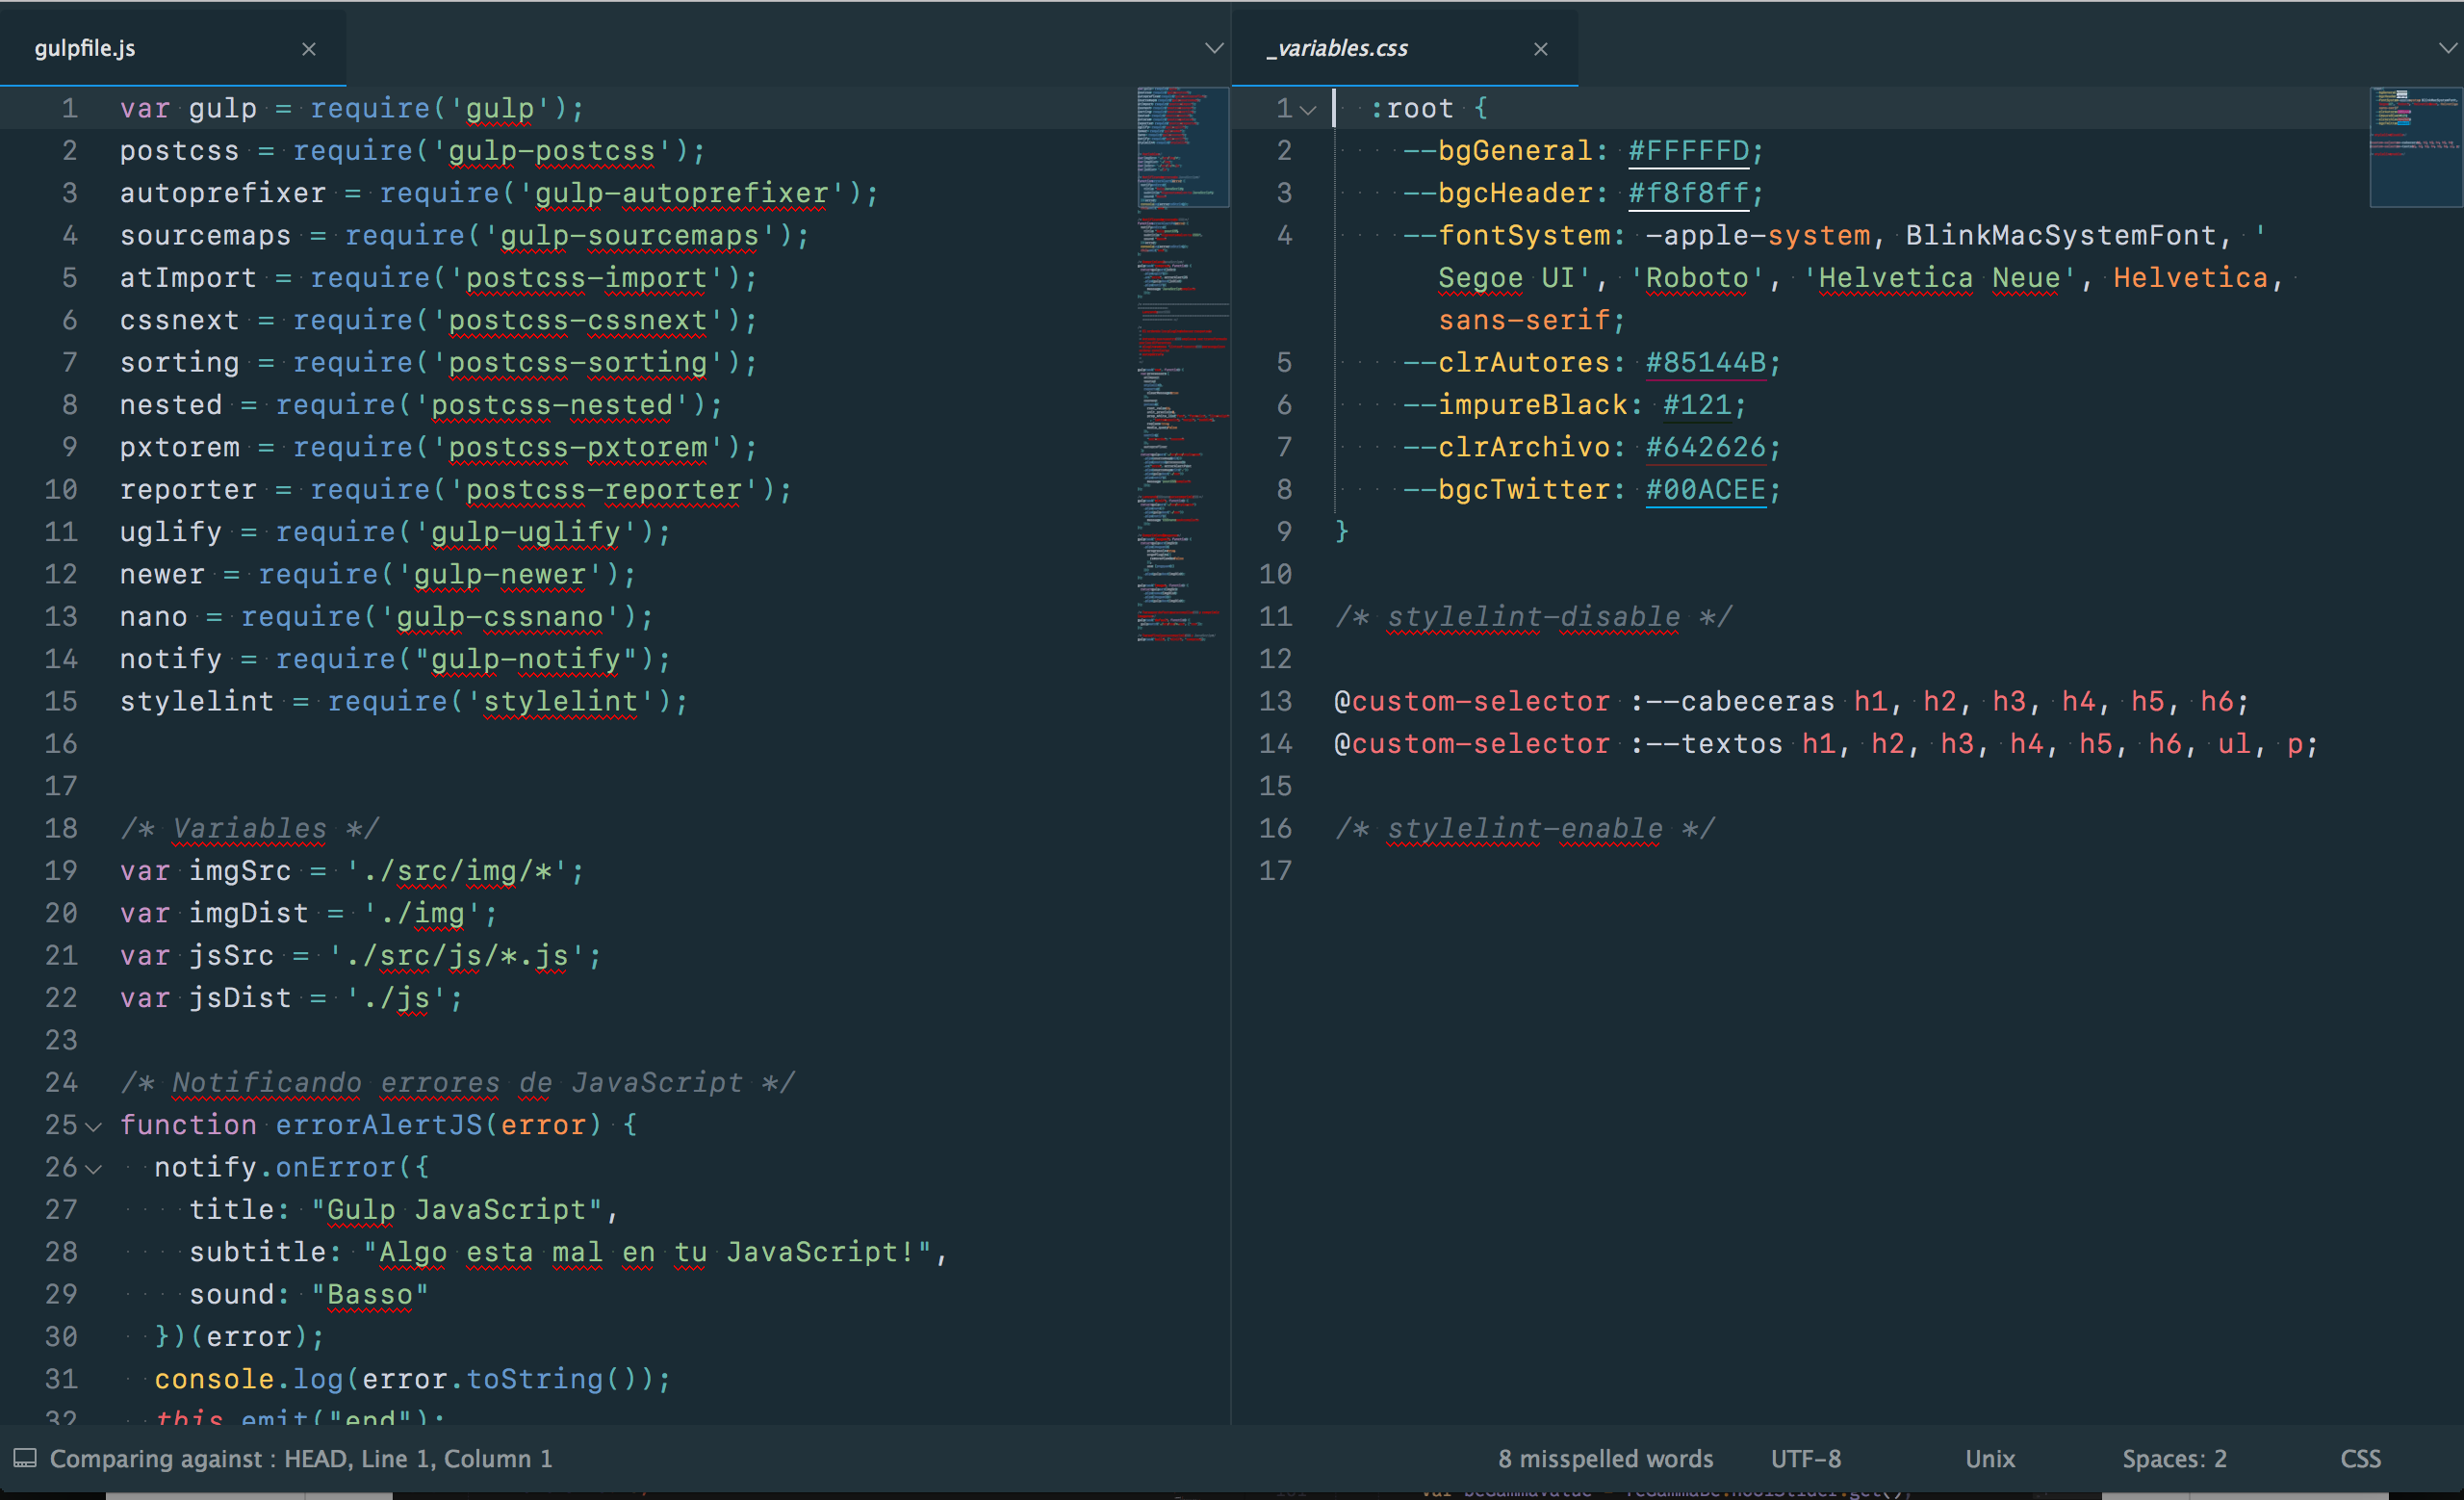 gulpfile.js ×
1 var gulp = require('gulp');
2 postcss = require('gulp-postcss');
3 autoprefixer = require('gulp-autoprefixer');
4 sourcemaps = require('gulp-sourcemaps');
5 atImport = require('postcss-import');
6 cssnext = require('postcss-cssnext');
7 sorting = require('postcss-sorting');
8 nested = require('postcss-nested');
9 pxtorem = require('postcss-pxtorem');
10 reporter = require('postcss-reporter');
11 uglify = require('gulp-uglify');
12 newer = require('gulp-newer');
13 nano = require('gulp-cssnano');
14 notify = require("gulp-notify");
15 stylelint = require('stylelint');
16
17
18 /* Variables */
19 var imgSrc = './src/img/*';
20 var imgDist = './img';
21 var jsSrc = './src/js/*.js';
22 var jsDist = './js';
23
24 /* Notificando errores de JavaScript */
25 function errorAlertJS(error) {
26 notify.onError({
27 title: "Gulp JavaScript",
28 subtitle: "Algo esta mal en tu JavaScript!",
29 sound: "Basso"
30 })(error);
31 console.log(error.toString());
32 this.emit("end");
_variables.css ×
1 :root {
2 --bgGeneral: #FFFFFD;
3 --bgcHeader: #f8f8ff;
4 --fontSystem: -apple-system, BlinkMacSystemFont, '
Segoe UI', 'Roboto', 'Helvetica Neue', Helvetica,
sans-serif;
5 --clrAutores: #85144B;
6 --impureBlack: #121;
7 --clrArchivo: #642626;
8 --bgcTwitter: #00ACEE;
9 }
10
11 /* stylelint-disable */
12
13 @custom-selector :--cabeceras h1, h2, h3, h4, h5, h6;
14 @custom-selector :--textos h1, h2, h3, h4, h5, h6, ul, p;
15
16 /* stylelint-enable */
17
Comparing against : HEAD, Line 1, Column 1
8 misspelled words UTF-8 Unix Spaces: 2 CSS